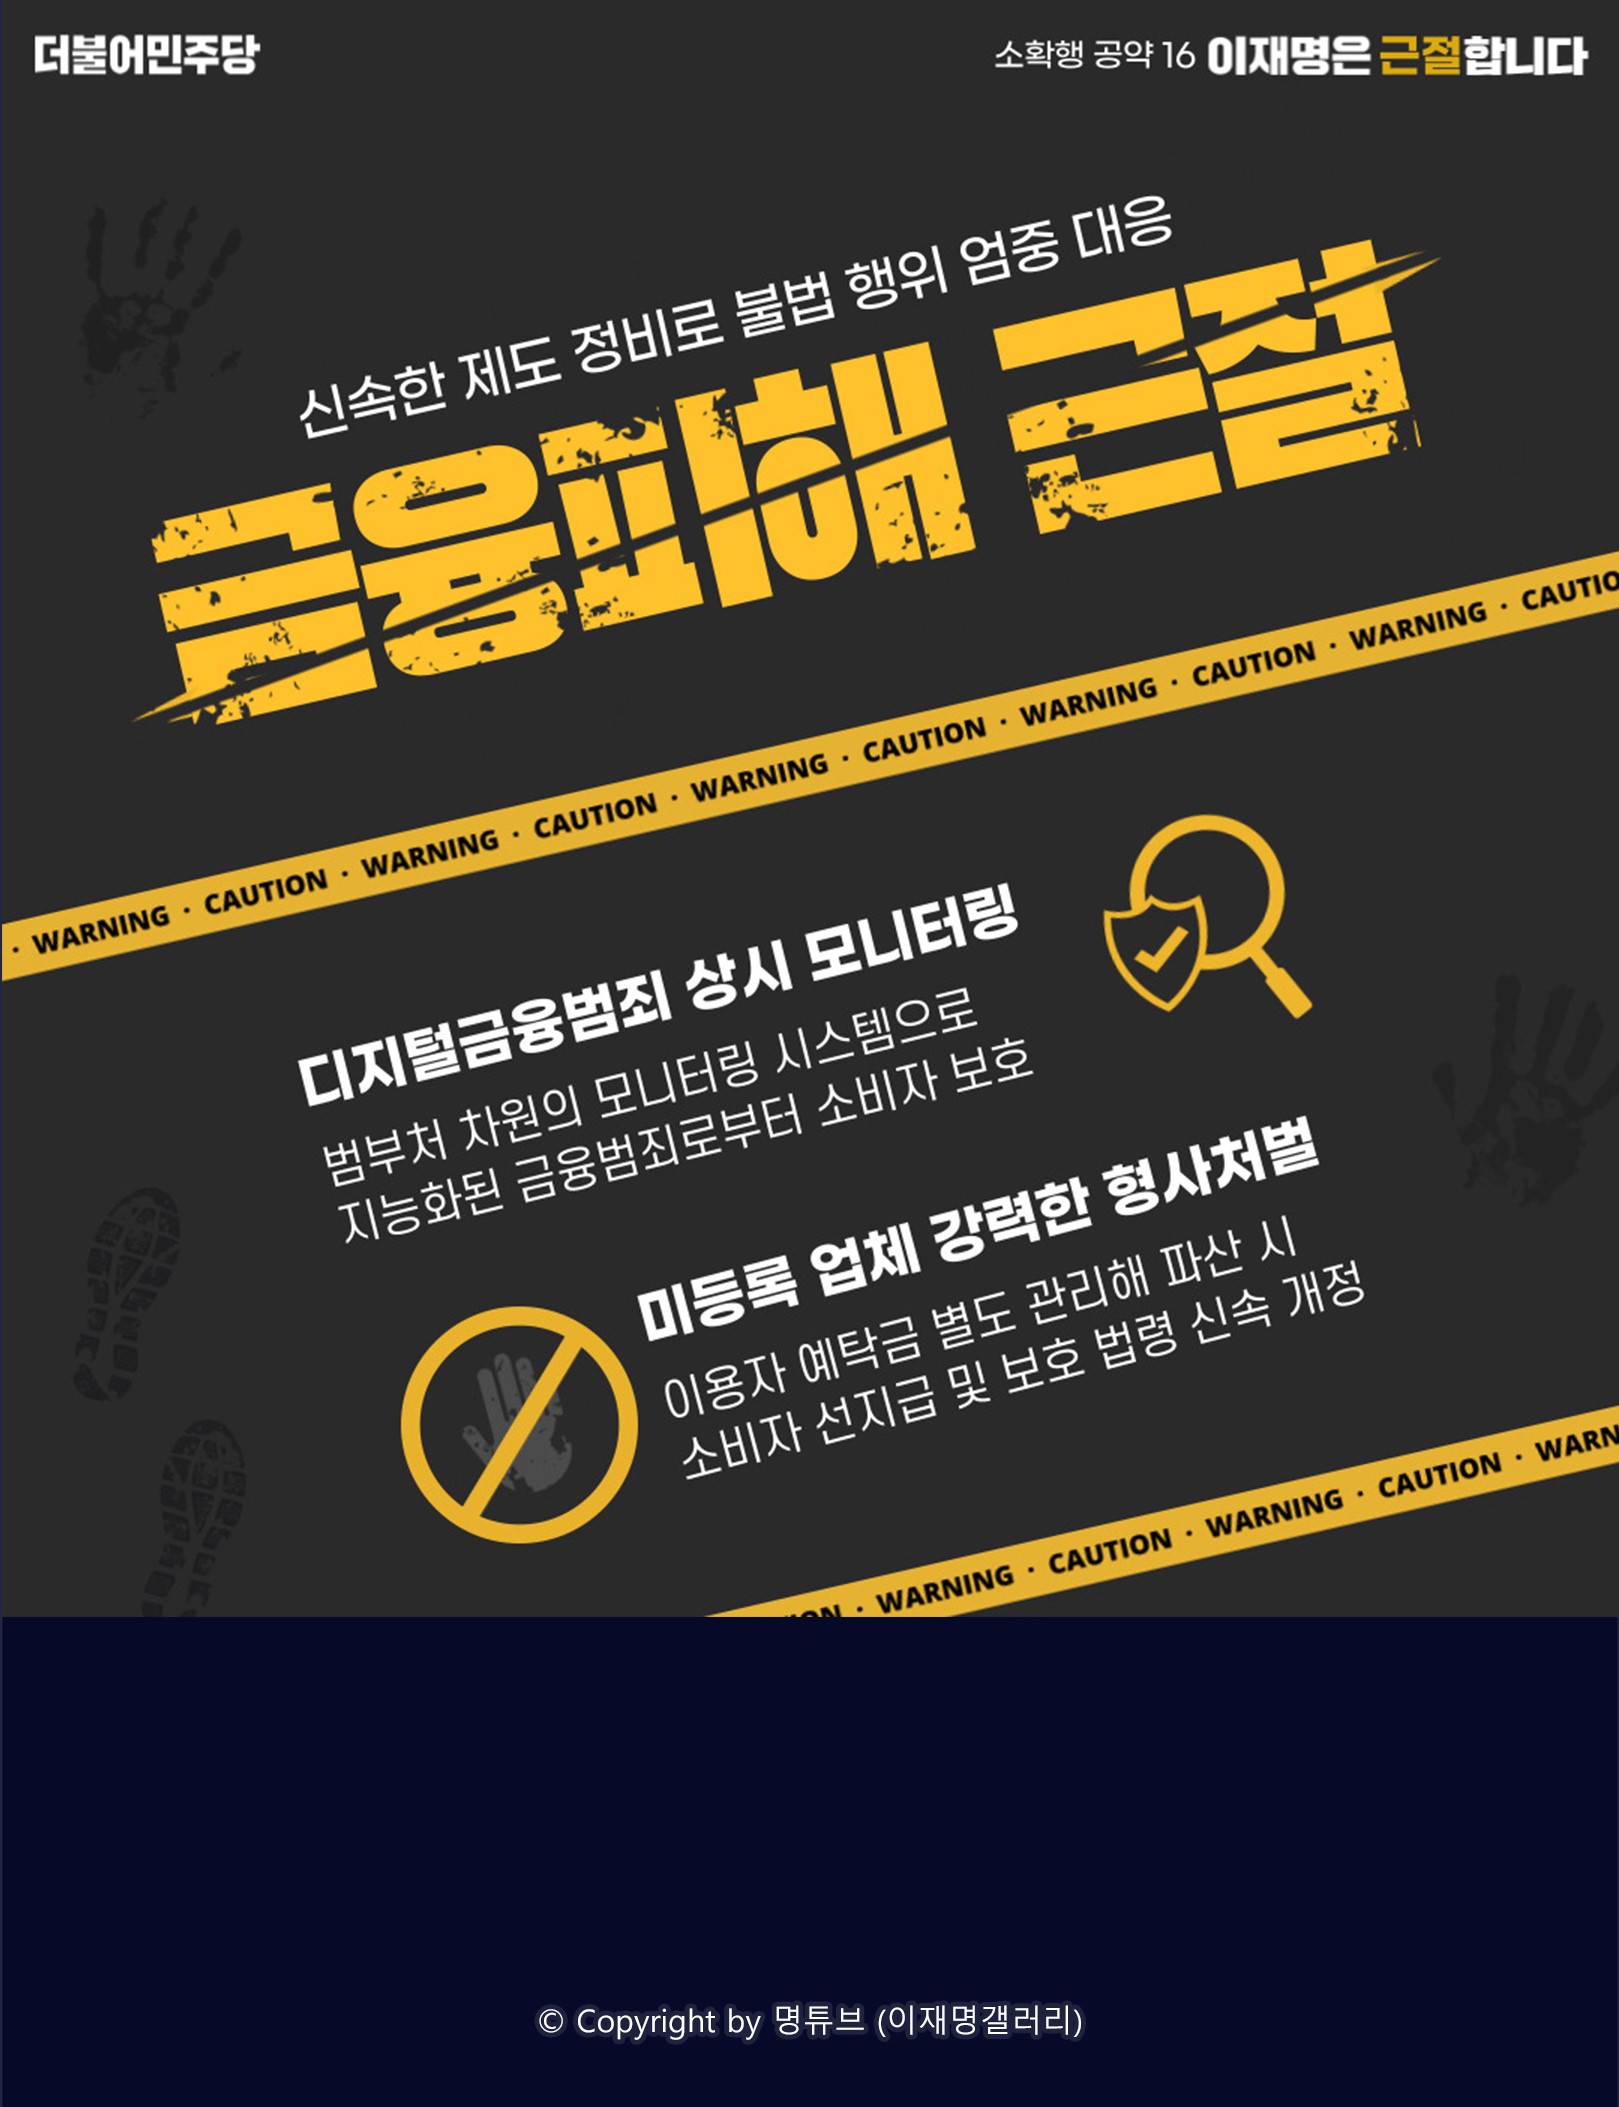 더불어민주당
소확행 공약 16 이재명은 근절합니다
신속한 제도 정비로 불법 행위 엄중 대응
금융피해 근절
· WARNING · CAUTION · WARNING · CAUTION · WARNING · CAUTION · WARNING · CAUTION · WARNING · CAUTIO
디지털금융범죄 상시 모니터링
범부처 차원의 모니터링 시스템으로
지능화된 금융범죄로부터 소비자 보호
미등록 업체 강력한 형사처벌
이용자 예탁금 별도 관리해 파산 시
소비자 선지급 및 보호 법령 신속 개정
ION · WARNING · CAUTION · WARNING · CAUTION · WARN
© Copyright by 명튜브 (이재명갤러리)